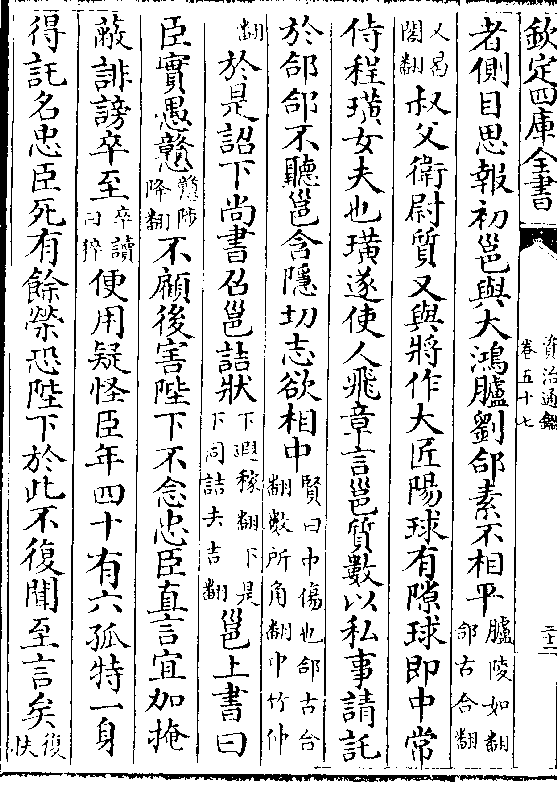 欽定四庫全書
資治通鑑
卷五十七
者側目思報初邕與大鴻臚劉郃素不相平臚陵如翻郃古合翻
又曷閤翻叔父衛尉質又與將作大匠陽球有隙球即中常
侍程璜女夫也璜遂使人飛章言邕質數以私事請託
於郃郃不聽邕含隱切志欲相中賢曰中傷也郃古合翻數所角翻中竹仲
翻於是詔下尚書召邕詰狀下遐稼翻下是下同詰去吉翻邕上書曰
臣實愚戇戇陟降翻不顧後害陛下不念忠臣直言宜加掩
蔽誹謗卒至卒讀曰猝便用疑怪臣年四十有六孤特一身
得託名忠臣死有餘榮恐陛下於此不復聞至言矣復扶